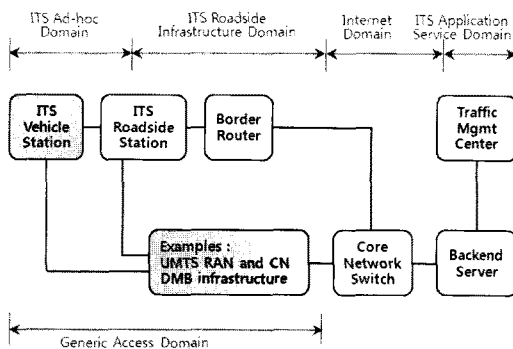 ITS Ad-hoc
Domain
ITS Roadside
Infrastructure Domain
Internet
Domain
ITS Application
Service Domain
ITS
Vehicle
Station
ITS
Roadside
Station
Border
Router
Traffic
Mgmt
Center
Examples :
UMTS RAN and CN
DMB infrastructure
Core
Network
Switch
Backend
Server
Generic Access Domain